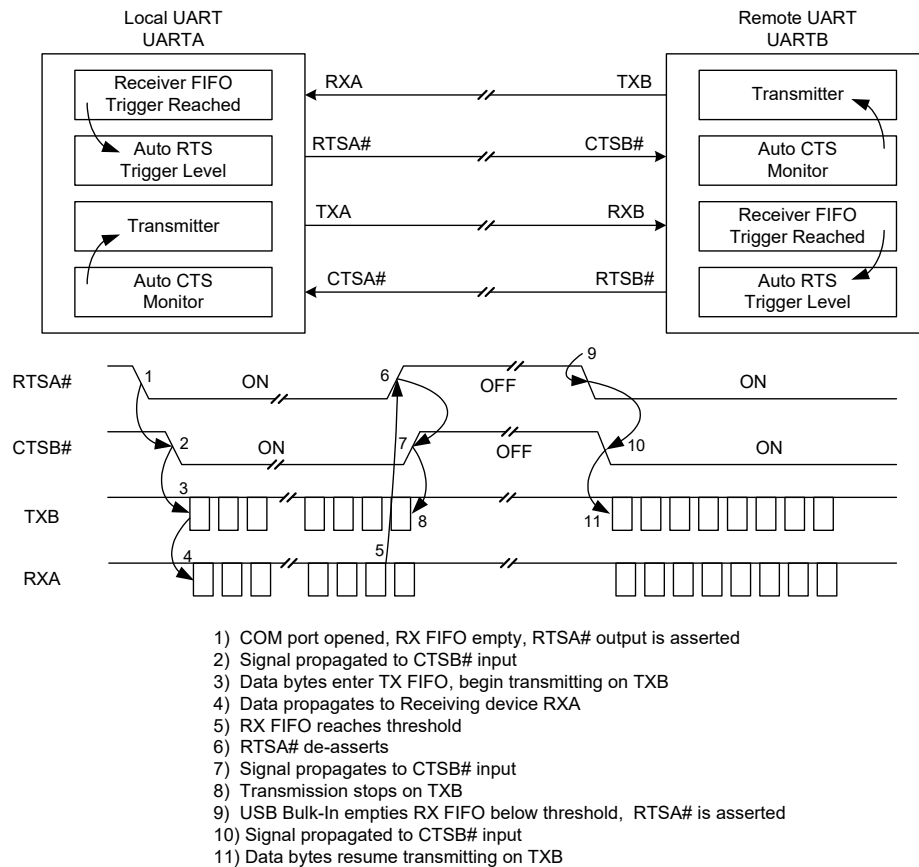 Local UART
UARTA
Remote UART
UARTB
Receiver FIFO
Trigger Reached
Auto RTS
Trigger Level
Transmitter
Auto CTS
Monitor
RXA
TXB
RTSA#
CTSB#
TXA
RXB
CTSA#
RTSB#
Transmitter
Auto CTS
Monitor
Receiver FIFO
Trigger Reached
Auto RTS
Trigger Level
RTSA#
1
ON
6
OFF
9
ON
CTSB#
2
ON
7
OFF
10
ON
TXB
3
8
11
RXA
4
5
1) COM port opened, RX FIFO empty, RTSA# output is asserted
2) Signal propagated to CTSB# input
3) Data bytes enter TX FIFO, begin transmitting on TXB
4) Data propagates to Receiving device RXA
5) RX FIFO reaches threshold
6) RTSA# de-asserts
7) Signal propagates to CTSB# input
8) Transmission stops on TXB
9) USB Bulk-In empties RX FIFO below threshold, RTSA# is asserted
10) Signal propagated to CTSB# input
11) Data bytes resume transmitting on TXB